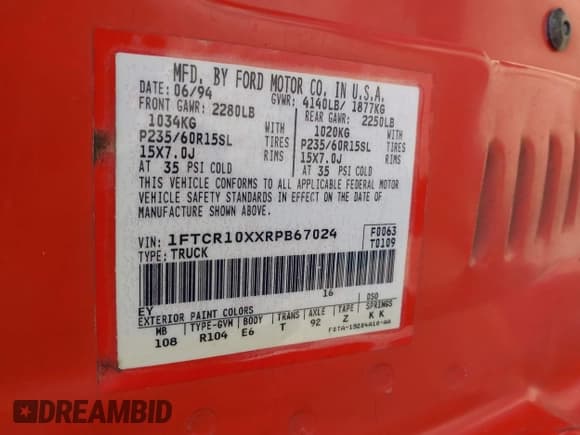 MFD. BY FORD MOTOR CO. IN U.S.A.
DATE: 06/94 GVWR: 4140LB/ 1877KG
FRONT GAWR: 2280LB REAR GAWR: 2250LB
1034KG 1020KG
P235/60R15SL TIRES P235/60R15SL TIRES
15X7.0J RIMS 15X7.0J RIMS
AT 35 PSI COLD AT 35 PSI COLD
THIS VEHICLE CONFORMS TO ALL APPLICABLE FEDERAL MOTOR
VEHICLE SAFETY STANDARDS IN EFFECT ON THE DATE OF
MANUFACTURE SHOWN ABOVE.
VIN: 1FTCR10XXRPB67024 F0063
TYPE: TRUCK T0109
16
EY DSO
EXTERIOR PAINT COLORS
WB TYPE-GVM BODY TRANS AXLE TAPE SPRINGS
108 R104 E6 T 92 Z K K
DREAMBID